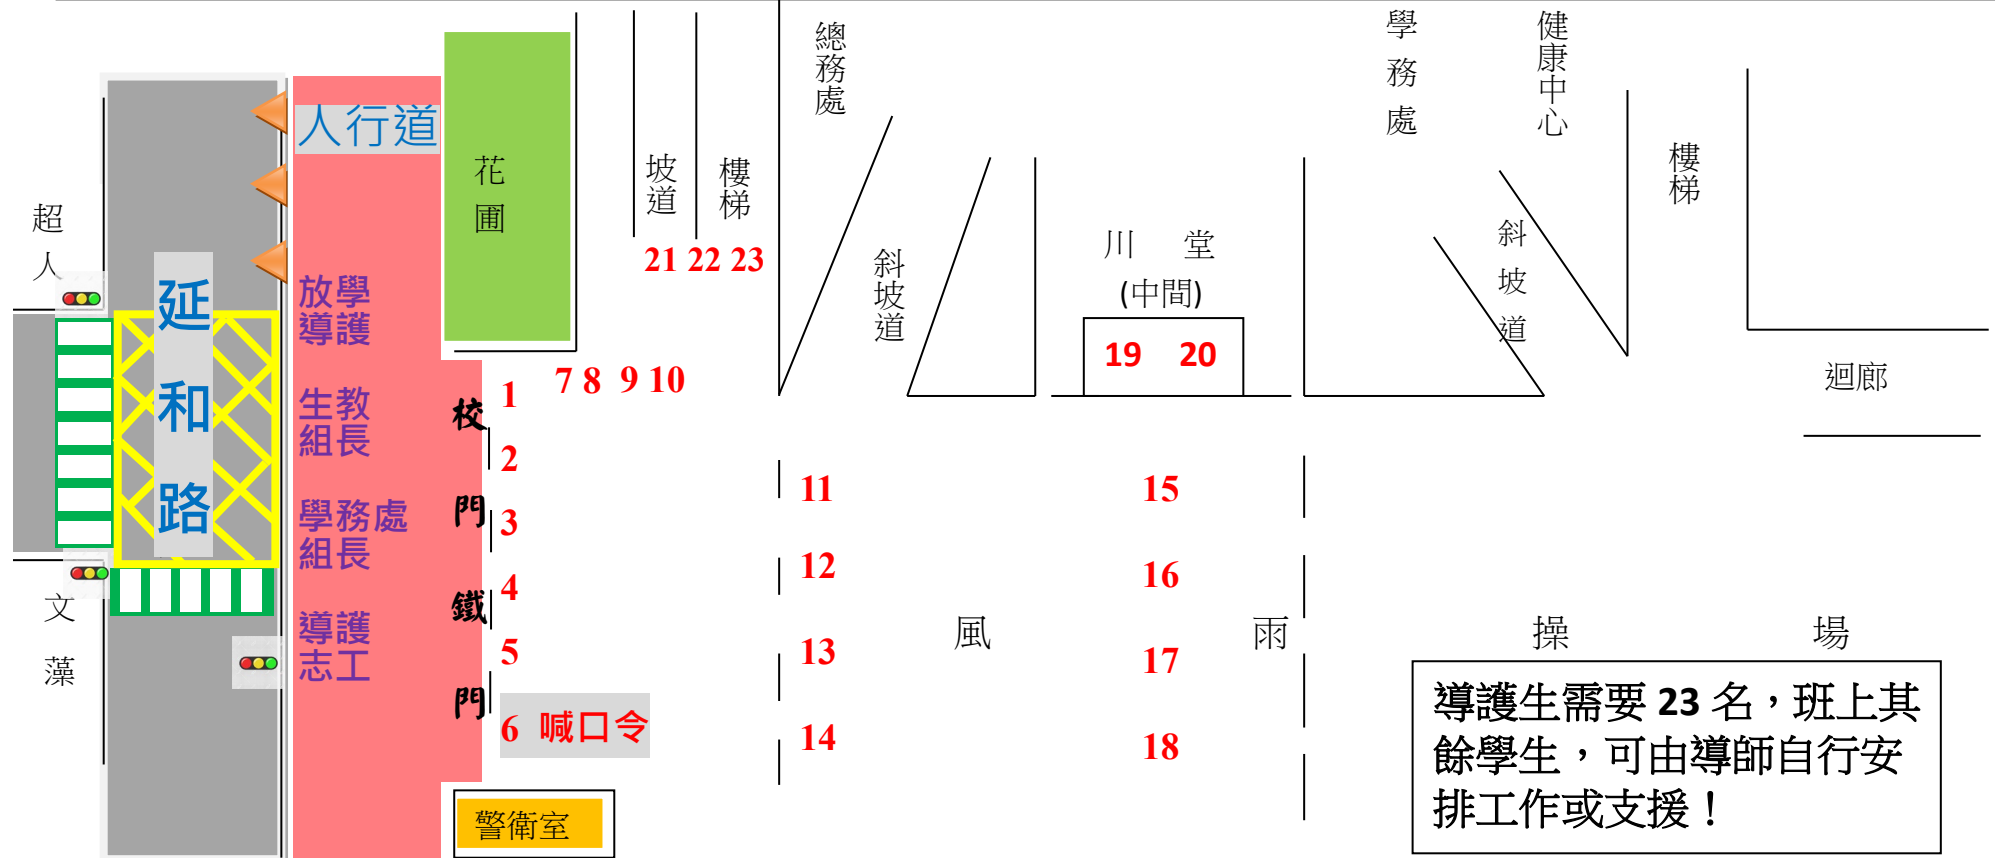 超人
文藻
延和路
人行道
放學
導護
生教
組長
學務處
組長
導護
志工
花圃
校門鐵門
1
2
3
4
5
6 喊口令
警衛室
7 8 9 10
坡道
樓梯
21 22 23
總務處
斜坡道
川堂
(中間)
19 20
學務處
健康中心
斜坡道
樓梯
迴廊
11
12
13
14
15
16
17
18
風雨操場
導護生需要 23 名，班上其
餘學生，可由導師自行安
排工作或支援！